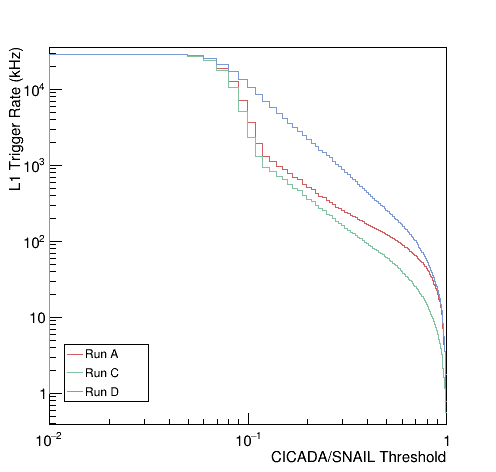 L1 Trigger Rate (kHz)
10⁴
10³
10²
10
1
Run A
Run C
Run D
10⁻²
10⁻¹
1
CICADA/SNAIL Threshold